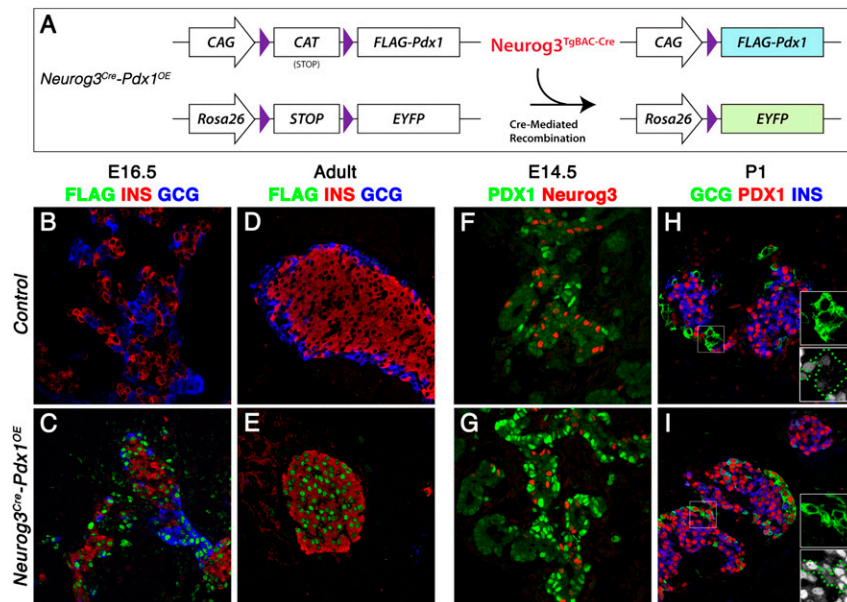 A
CAG CAT FLAG-Pdx1
(STOP)
Neurog3TgBAC-Cre
CAG FLAG-Pdx1
Neurog3Cre-Pdx1OE
Rosa26 STOP EYFP
Cre-Mediated
Recombination
Rosa26 EYFP
E16.5 Adult E14.5 P1
FLAG INS GCG FLAG INS GCG PDX1 Neurog3 GCG PDX1 INS
Control
B D F H
Neurog3Cre-Pdx1OE
C E G I